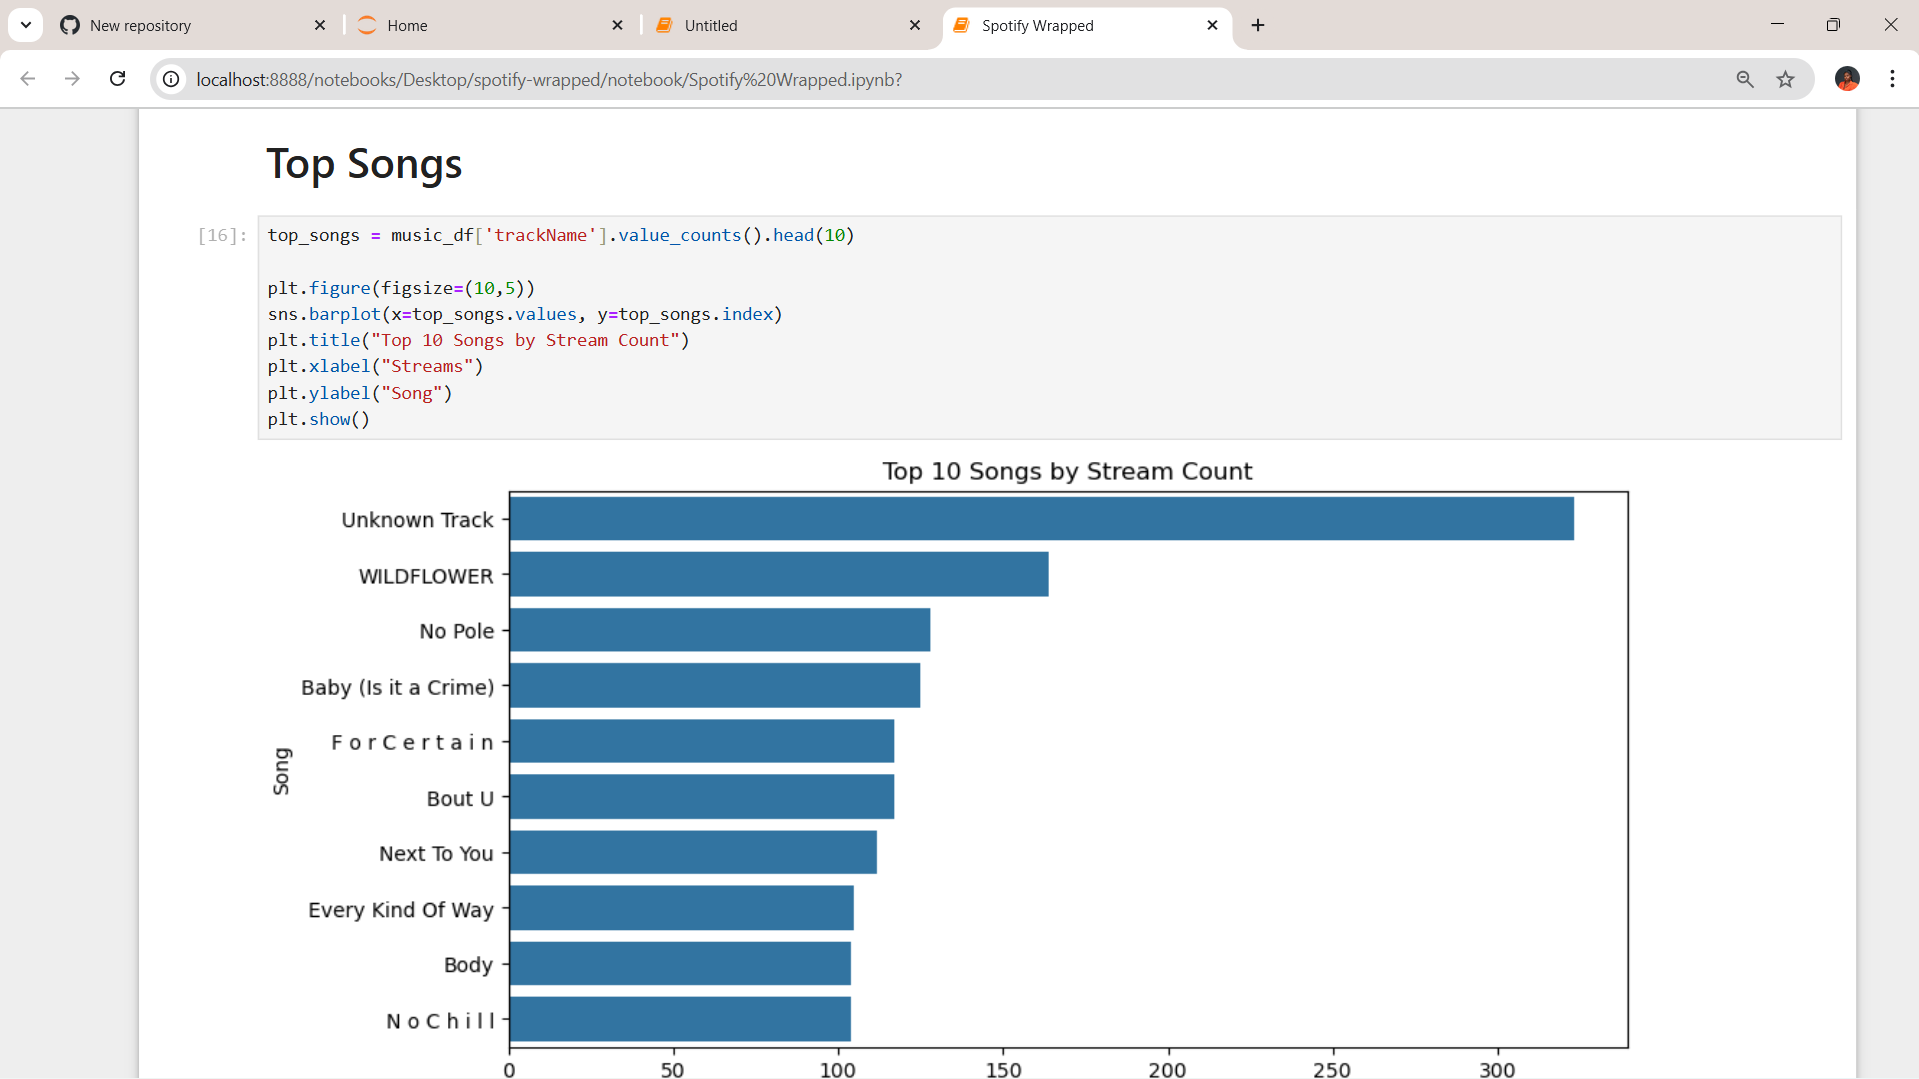 New repository
Home
Untitled
Spotify Wrapped
localhost:8888/notebooks/Desktop/spotify-wrapped/notebook/Spotify%20Wrapped.ipynb?
Top Songs
[16]:
top_songs = music_df['trackName'].value_counts().head(10)
plt.figure(figsize=(10,5))
sns.barplot(x=top_songs.values, y=top_songs.index)
plt.title("Top 10 Songs by Stream Count")
plt.xlabel("Streams")
plt.ylabel("Song")
plt.show()
Top 10 Songs by Stream Count
Unknown Track
WILDFLOWER
No Pole
Baby (Is it a Crime)
F o r C e r t a i n
Bout U
Next To You
Every Kind Of Way
Body
N o C h i l l
Song
0 50 100 150 200 250 300